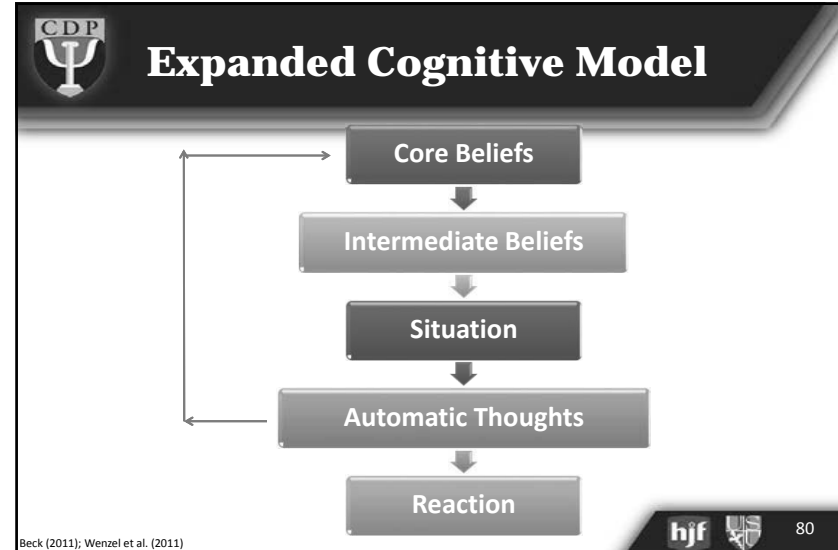 CDP
Expanded Cognitive Model
Core Beliefs
Intermediate Beliefs
Situation
Automatic Thoughts
Reaction
Beck (2011); Wenzel et al. (2011)
hjf
80